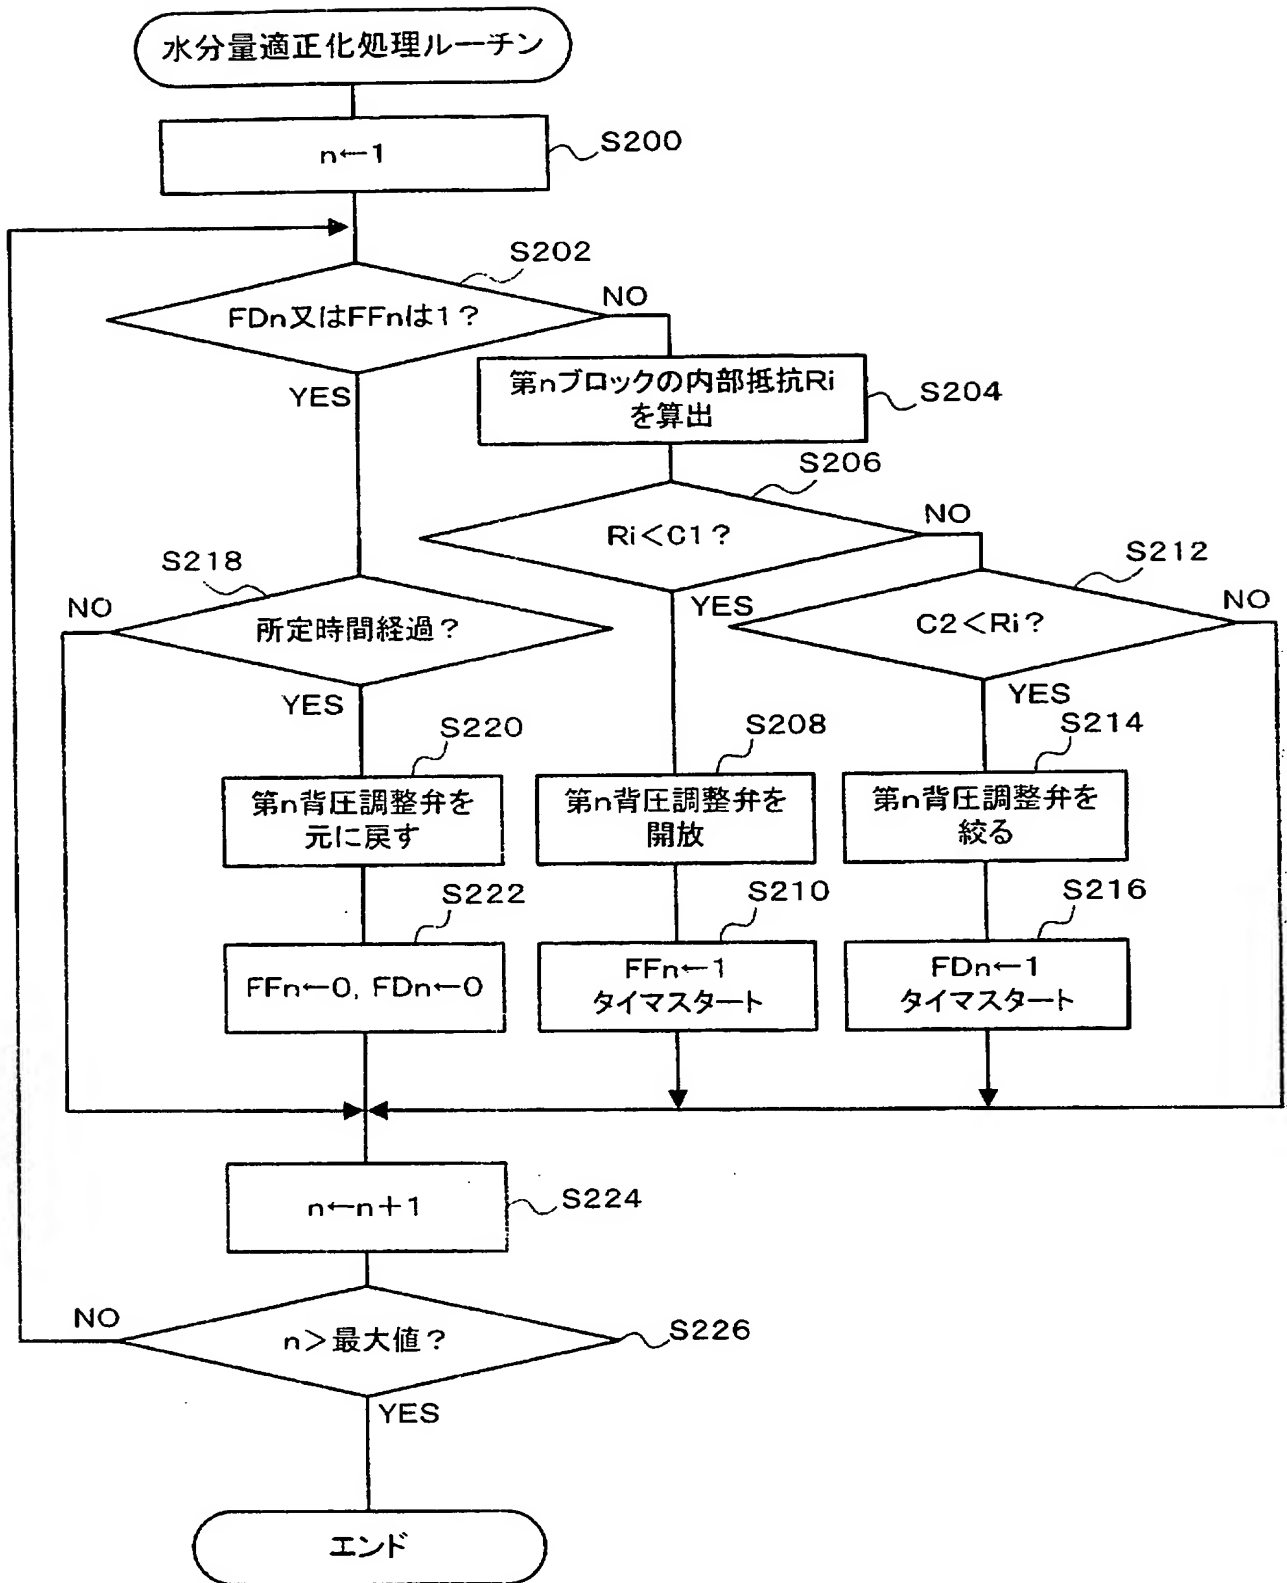 水分量適正化処理ルーチン
n←1
S200
S202
FDn又はFFnは1？
NO
YES
第nブロックの内部抵抗Ri
を算出
S204
S206
Ri＜C1？
NO
YES
S212
C2＜Ri？
NO
YES
S218
NO
所定時間経過？
YES
S220
第n背圧調整弁を
元に戻す
S208
第n背圧調整弁を
開放
S214
第n背圧調整弁を
絞る
S222
FFn←0, FDn←0
S210
FFn←1
タイマスタート
S216
FDn←1
タイマスタート
n←n＋1
S224
NO
n＞最大値？
S226
YES
エンド